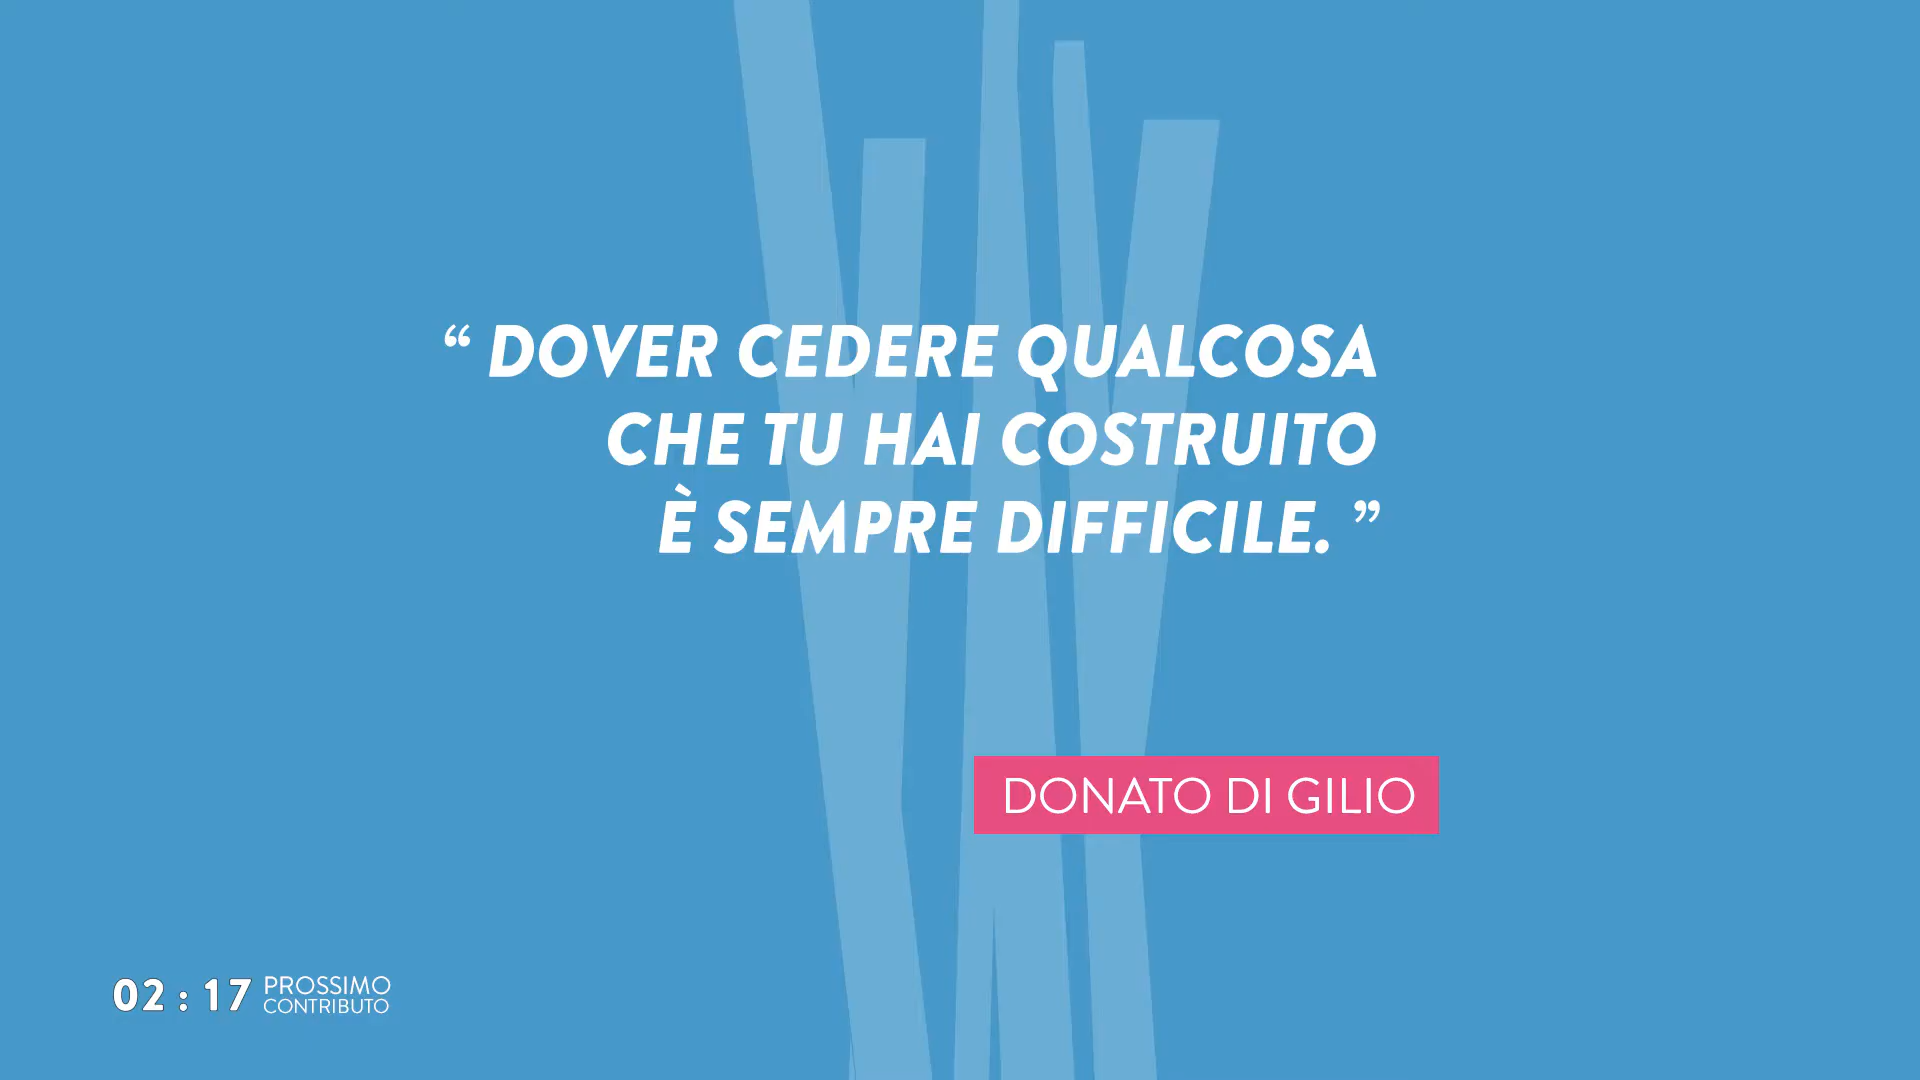 “ DOVER CEDERE QUALCOSA
CHE TU HAI COSTRUITO
È SEMPRE DIFFICILE. ”
DONATO DI GILIO
02 : 17 PROSSIMO
CONTRIBUTO